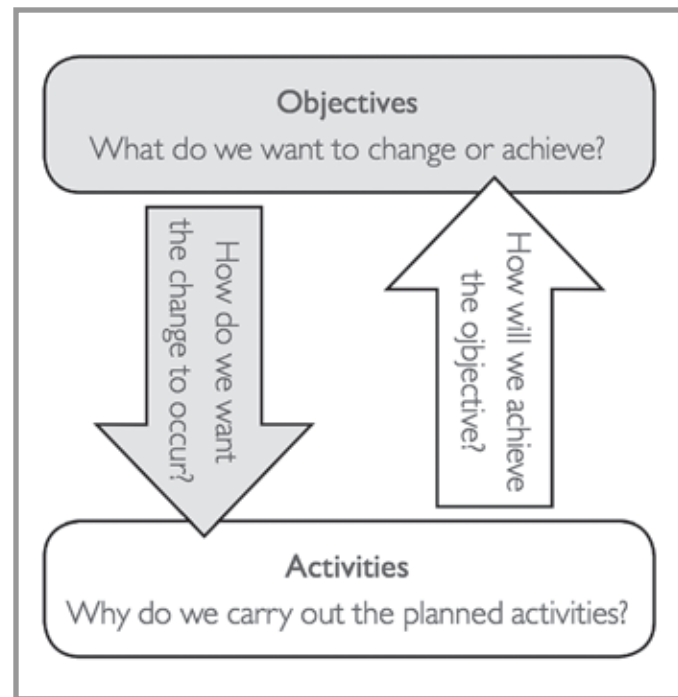 Objectives
What do we want to change or achieve?
How do we want
the change to occur?
How will we achieve
the ojbjective?
Activities
Why do we carry out the planned activities?